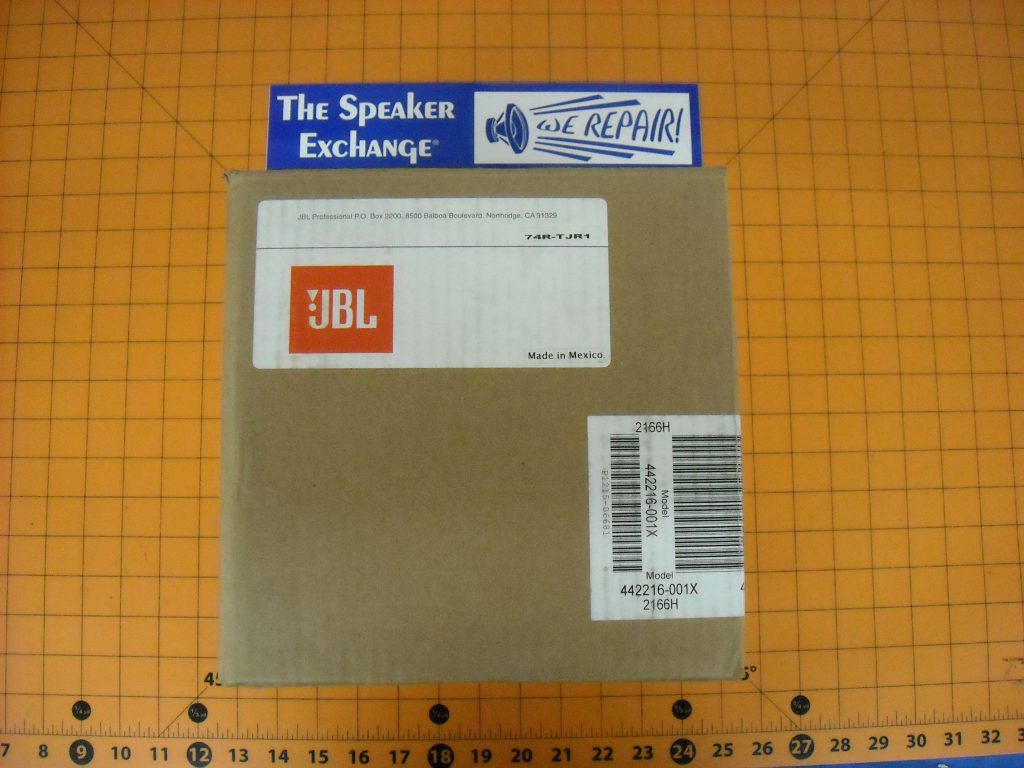 The Speaker
Exchange®
WE REPAIR!
JBL Professional P.O. Box 2200, 8500 Balboa Boulevard, Northridge, CA 91329
74R-TJR1
JBL
Made in Mexico.
2166H
Model
442216-001X
P1215-06681
Model
442216-001X
2166H
45°
7 8 9 10 11 12 13 14 15 16 17 18 19 20 21 22 23 24 25 26 27 28 29 30 31 32